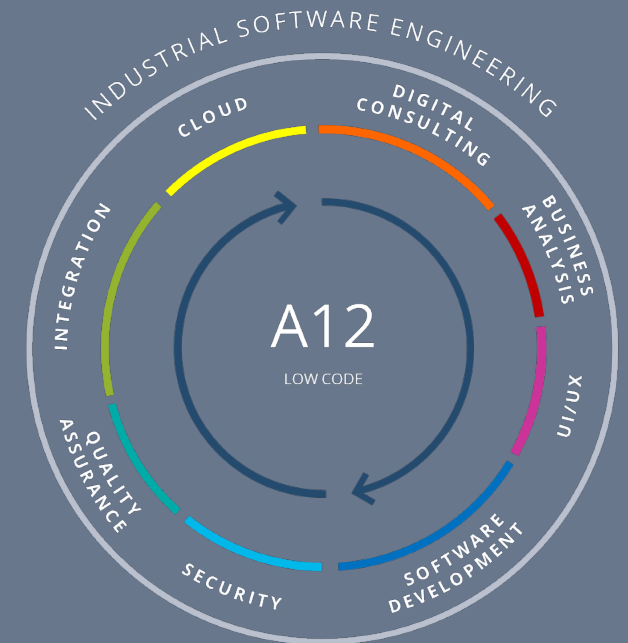 INDUSTRIAL SOFTWARE ENGINEERING
DIGITAL
CONSULTING
BUSINESS
ANALYSIS
UI/UX
SOFTWARE
DEVELOPMENT
SECURITY
QUALITY
ASSURANCE
INTEGRATION
CLOUD
A12
LOW CODE